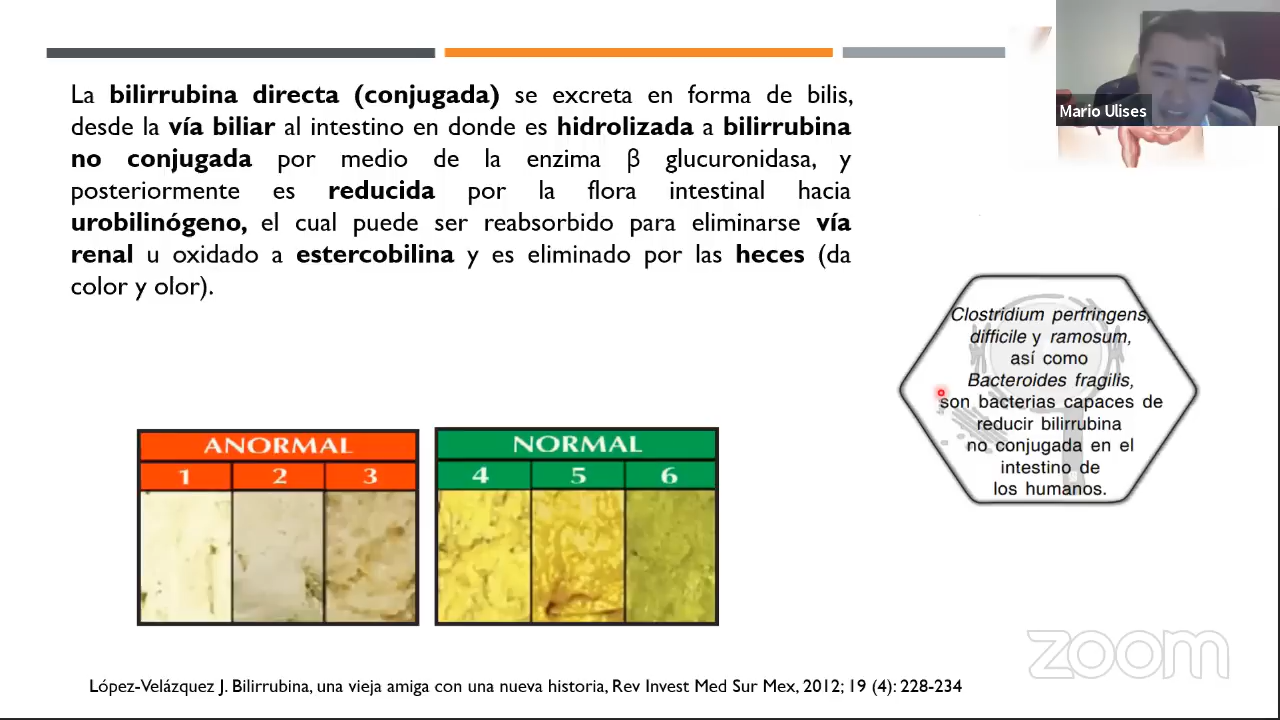 La bilirrubina directa (conjugada) se excreta en forma de bilis,
desde la vía biliar al intestino en donde es hidrolizada a bilirrubina
no conjugada por medio de la enzima β glucuronidasa, y
posteriormente es reducida por la flora intestinal hacia
urobilinógeno, el cual puede ser reabsorbido para eliminarse vía
renal u oxidado a estercobilina y es eliminado por las heces (da
color y olor).
Mario Ulises
Clostridium perfringens,
difficile y ramosum,
así como
Bacteroides fragilis,
son bacterias capaces de
reducir bilirrubina
no conjugada en el
intestino de
los humanos.
ANORMAL
1 2 3
NORMAL
4 5 6
zoom
López-Velázquez J. Bilirrubina, una vieja amiga con una nueva historia, Rev Invest Med Sur Mex, 2012; 19 (4): 228-234